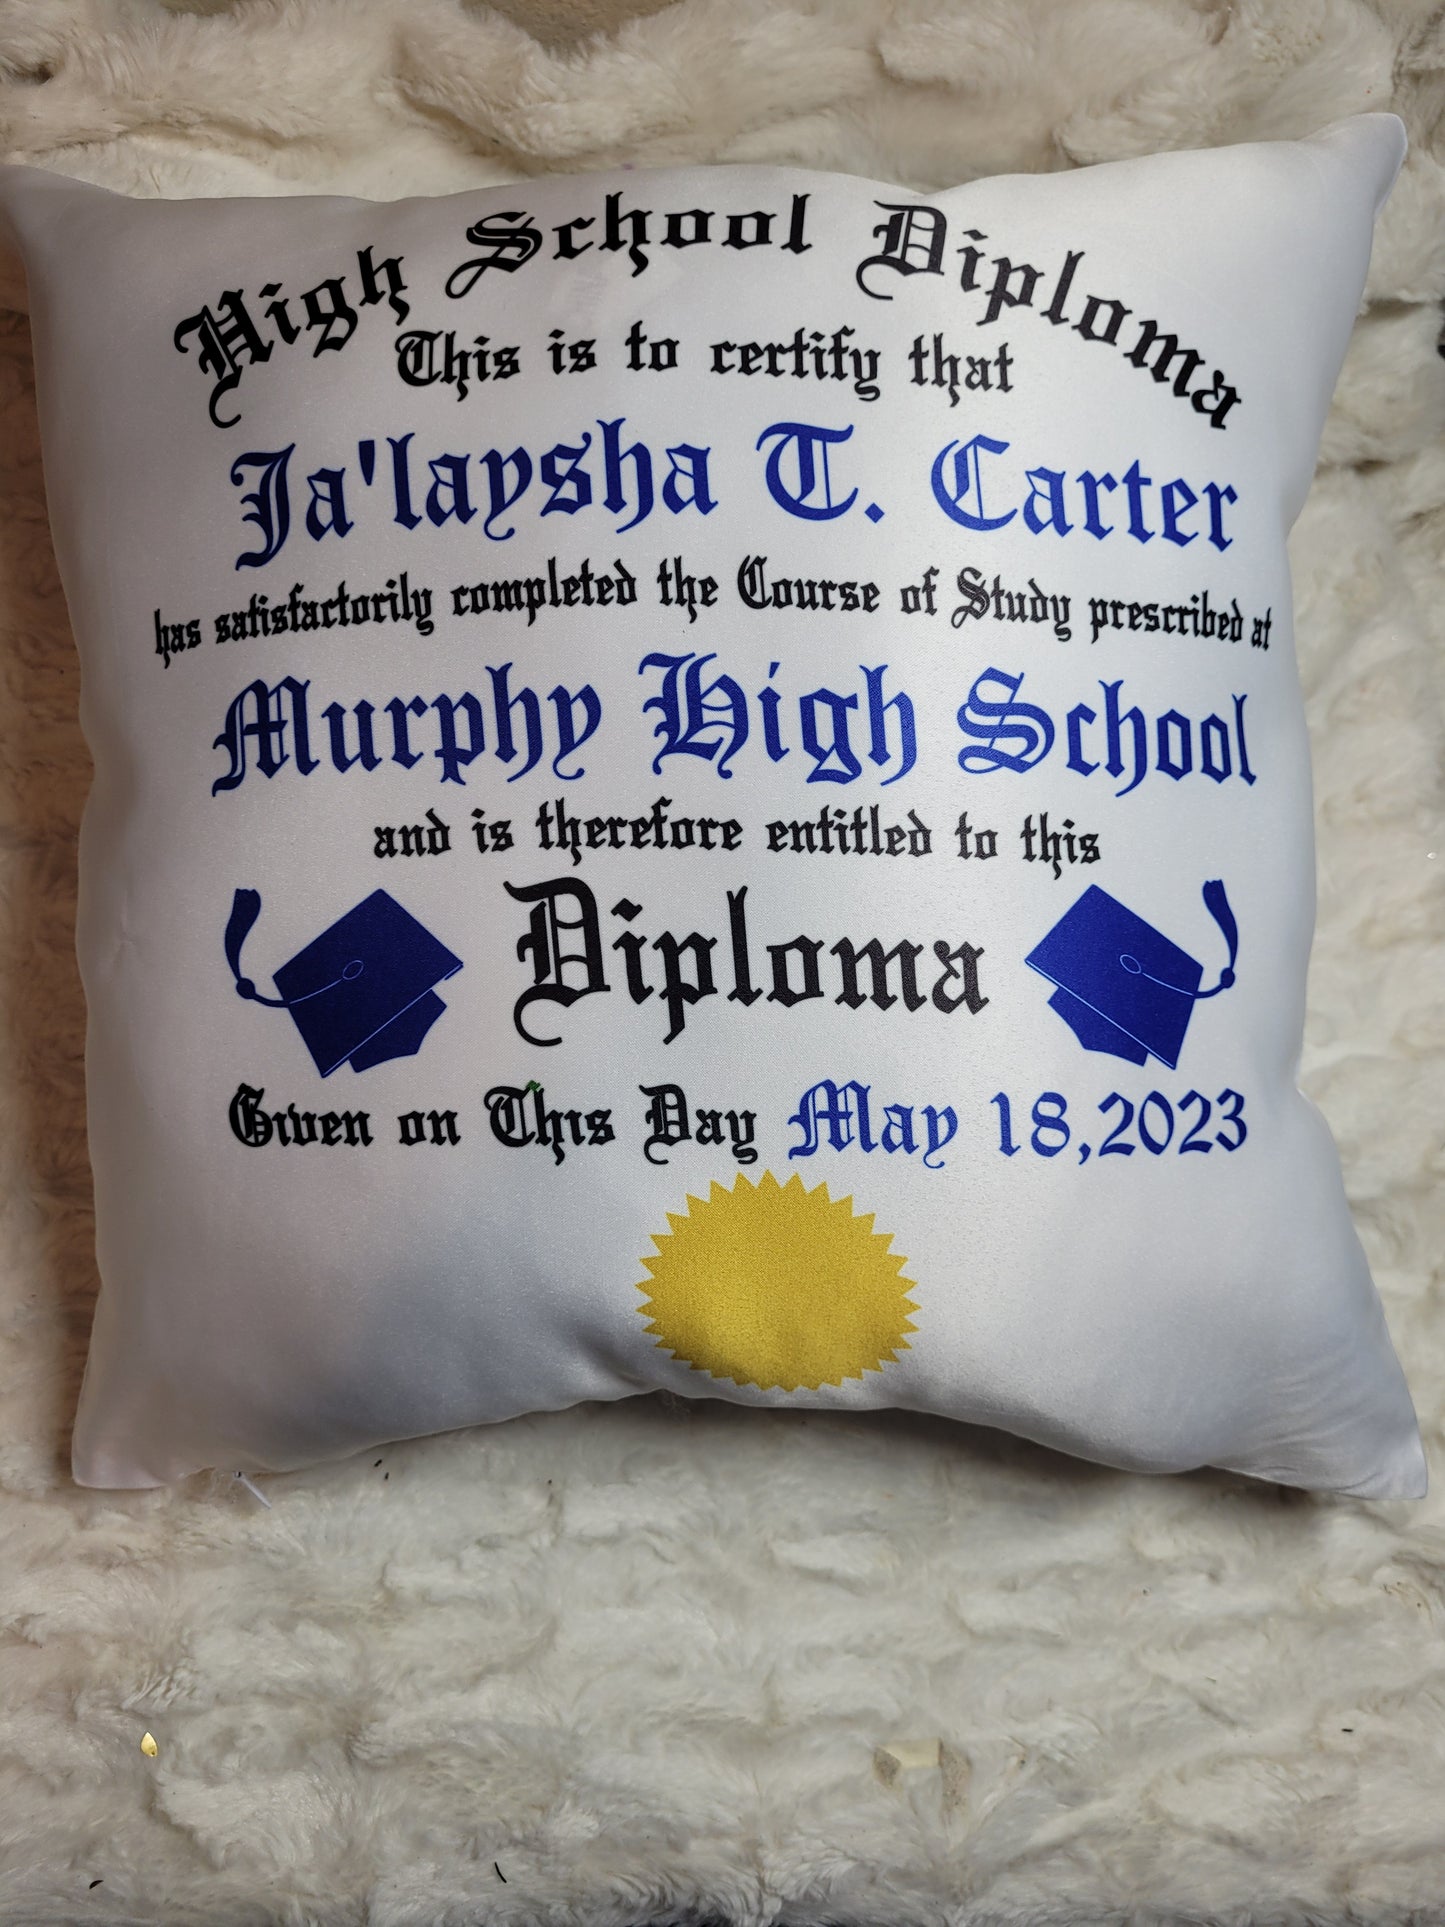 High School Diploma
This is to certify that
Ja'laysha T. Carter
has satisfactorily completed the Course of Study prescribed at
Murphy High School
and is therefore entitled to this
Diploma
Given on This Day May 18,2023